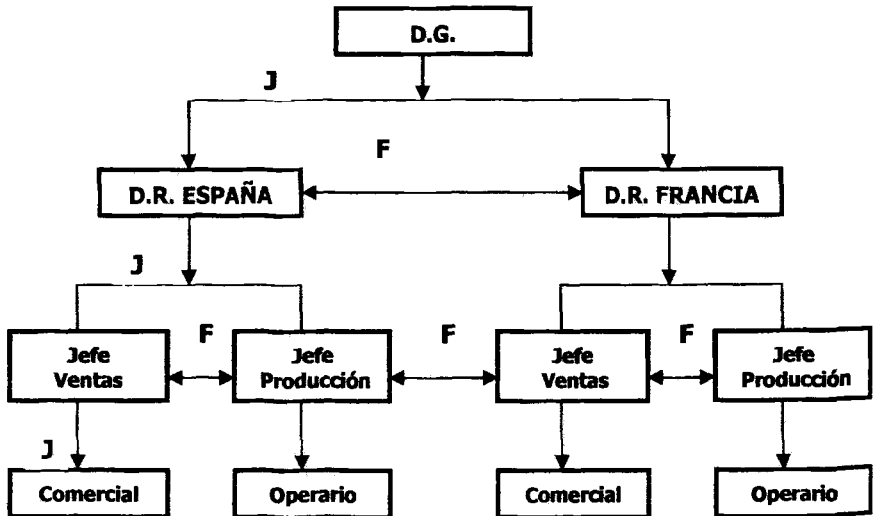 D.G.
J
F
D.R. ESPAÑA
D.R. FRANCIA
J
F
F
F
Jefe
Ventas
Jefe
Producción
Jefe
Ventas
Jefe
Producción
J
Comercial
Operario
Comercial
Operario